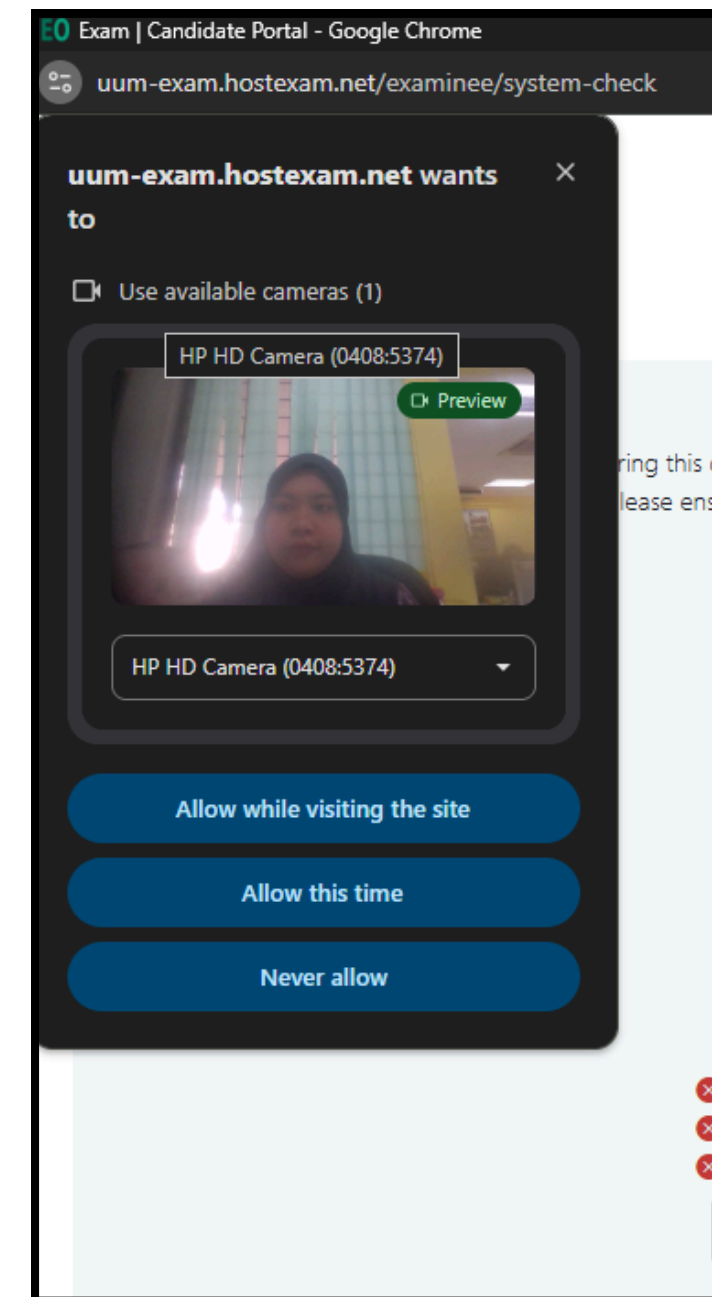 EO Exam | Candidate Portal - Google Chrome
uum-exam.hostexam.net/examinee/system-check
uum-exam.hostexam.net wants
to
Use available cameras (1)
HP HD Camera (0408:5374)
Preview
ring this
lease ens
HP HD Camera (0408:5374)
Allow while visiting the site
Allow this time
Never allow